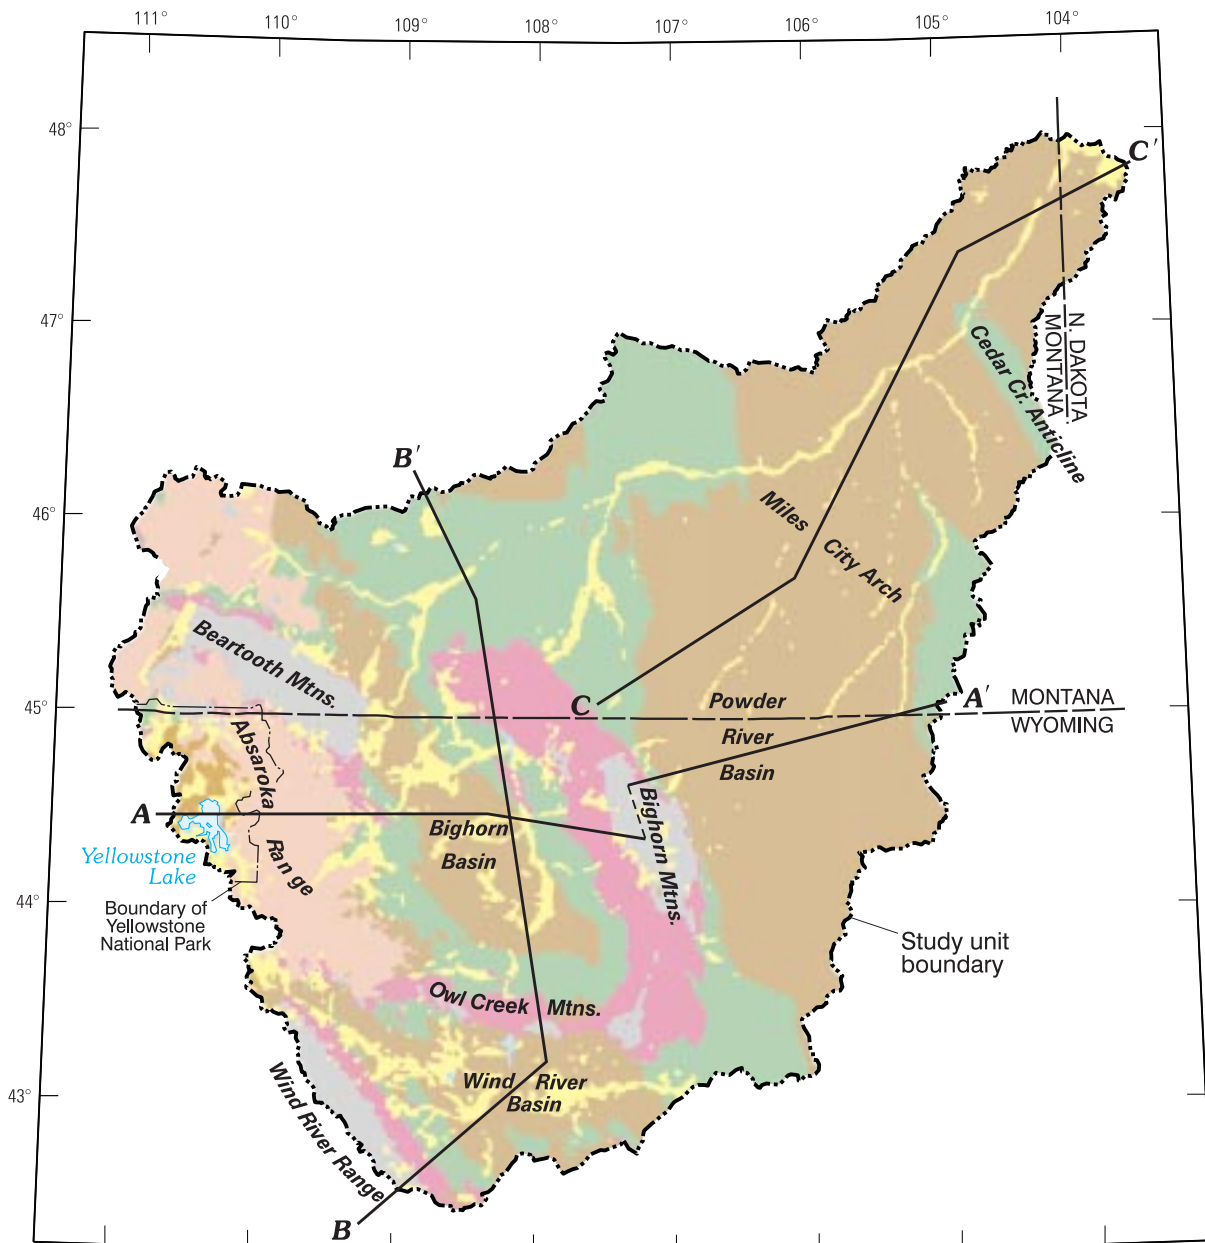 111° 110° 109° 108° 107° 106° 105° 104°
48°
C'
47°
N. DAKOTA
MONTANA
Cedar Cr. Anticline
B'
46°
Miles
City Arch
Beartooth Mtns.
45°
C
Powder
A'
MONTANA
WYOMING
River
Basin
Absaroka
Ran ge
A
Bighorn
Basin
Bighorn Mtns.
Yellowstone
Lake
44°
Boundary of
Yellowstone
National Park
Study unit
boundary
Owl Creek Mtns.
43°
Wind River
Basin
Wind River Range
B